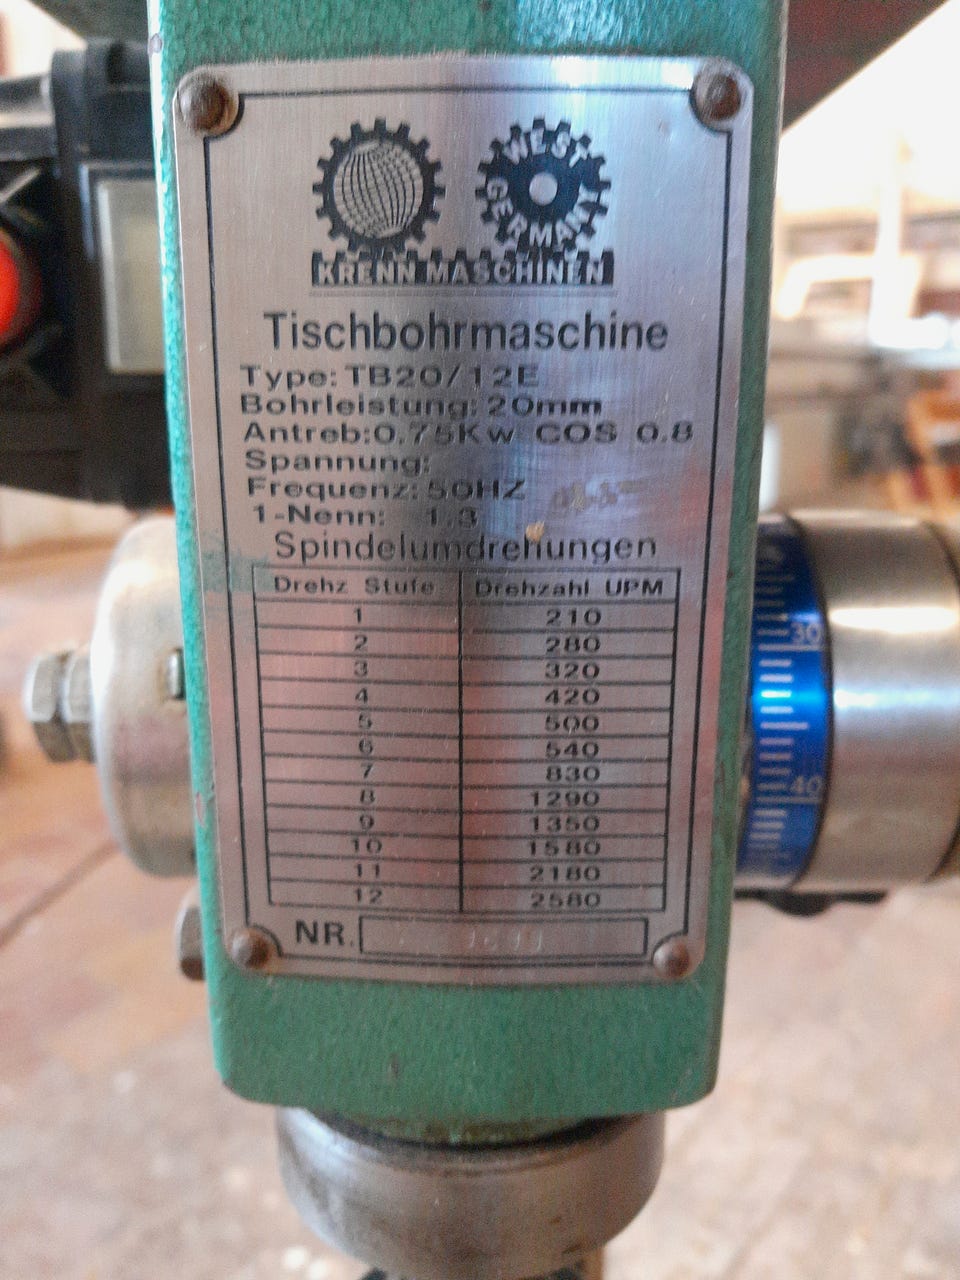 WEST GERMANY
KRENN MASCHINEN
Tischbohrmaschine
Type: TB20/12E
Bohrleistung: 20mm
Antreb:0.75Kw COS 0.8
Spannung:
Frequenz: 50HZ
1-Nenn: 1.3
Spindelumdrehungen
Drehz Stufe Drehzahl UPM
1 210
2 280
3 320
4 420
5 500
6 540
7 830
8 1290
9 1350
10 1580
11 2180
12 2580
NR.
30
40